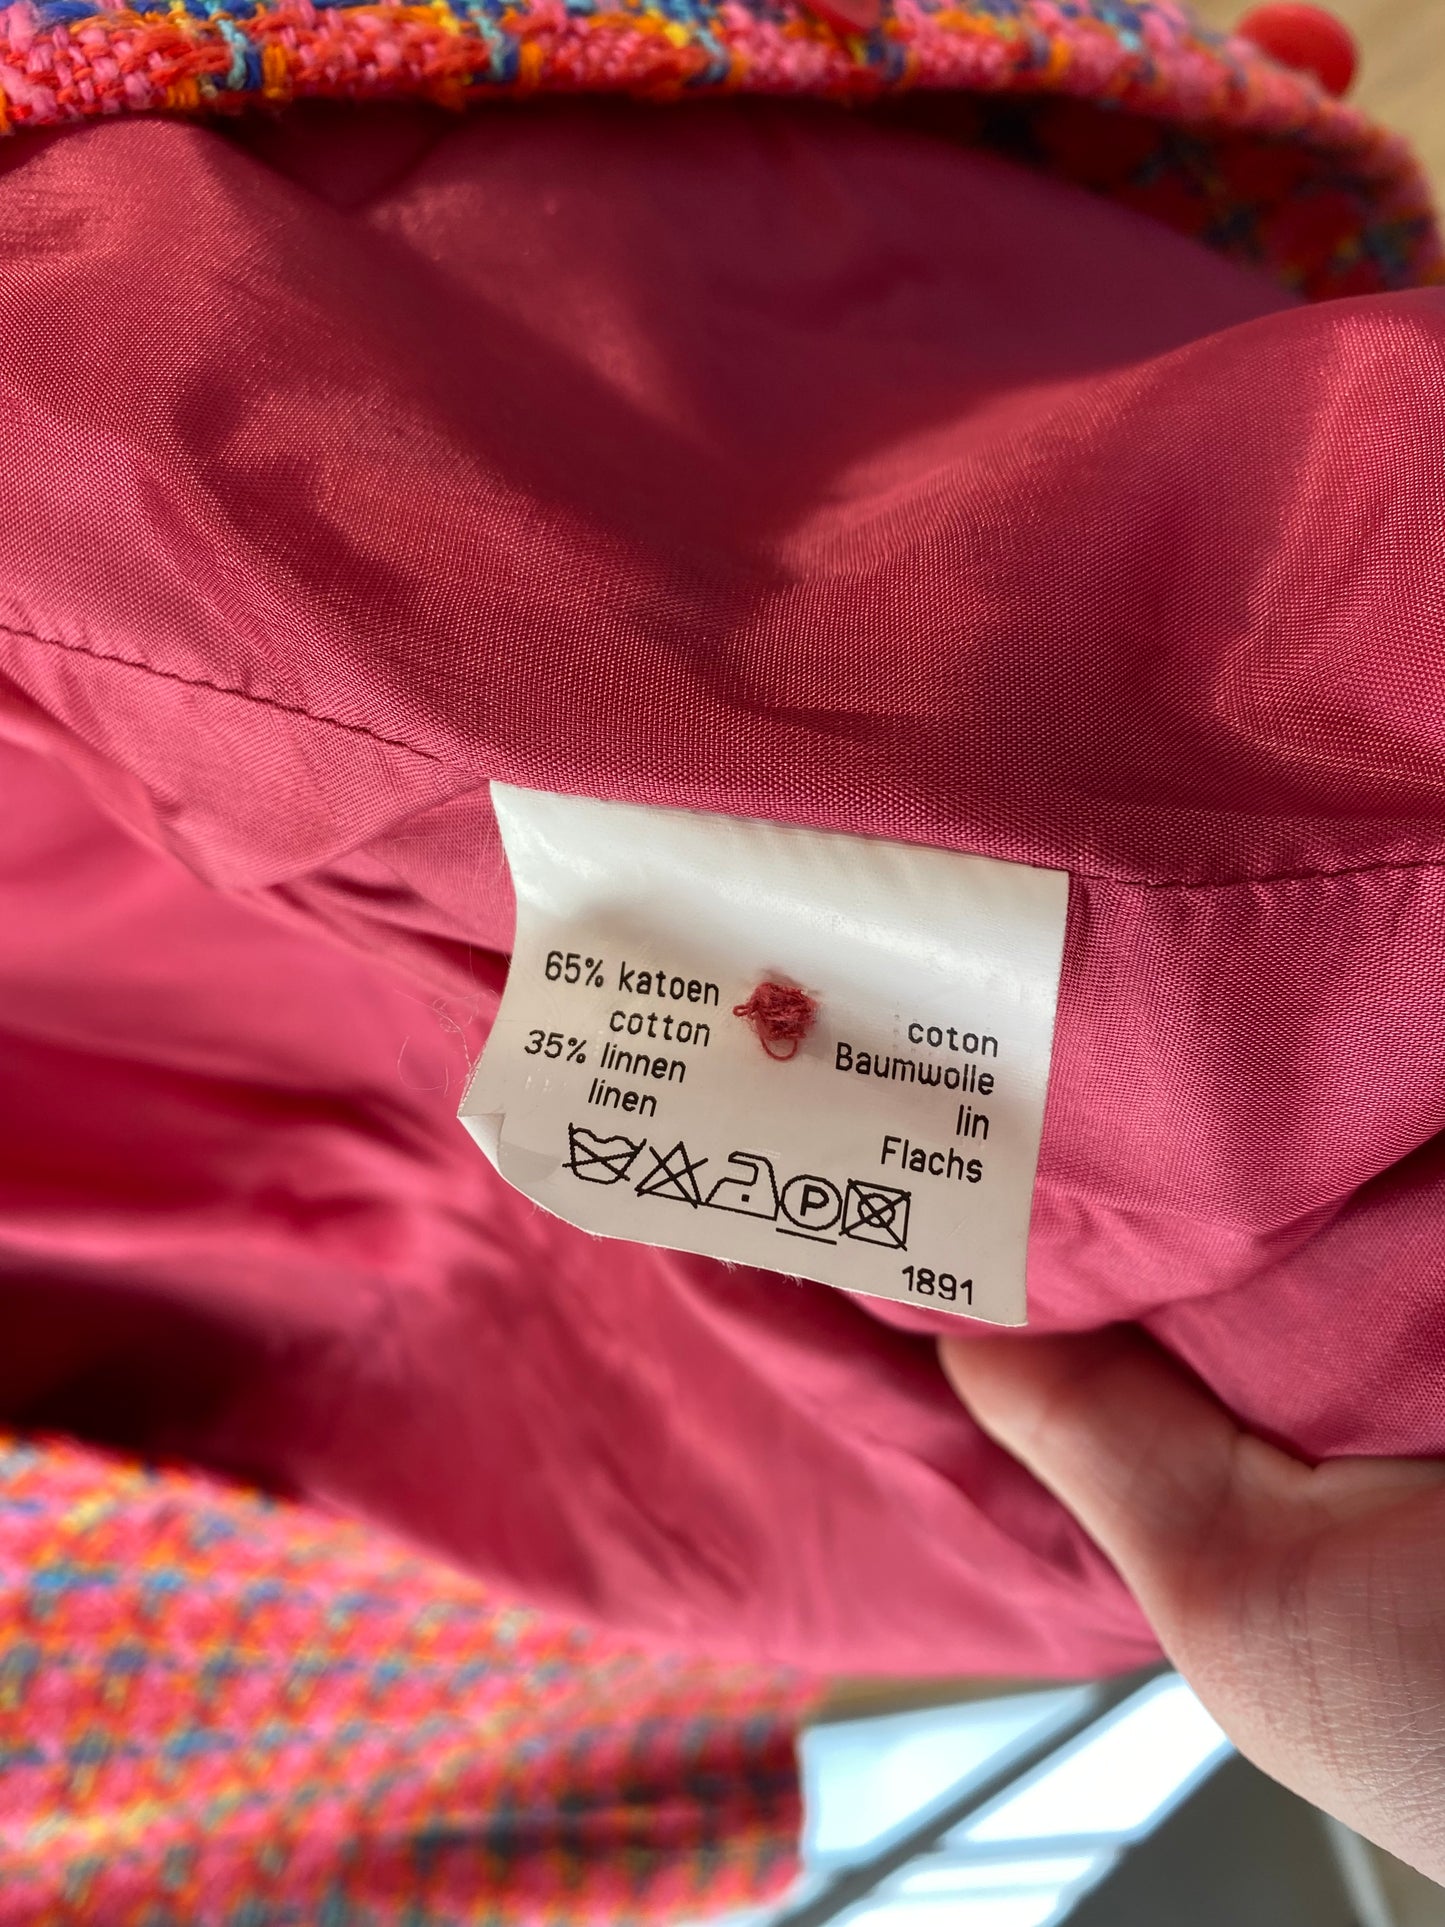 65% katoen
cotton
35% linnen
linen
coton
Baumwolle
lin
Flachs
P
1891